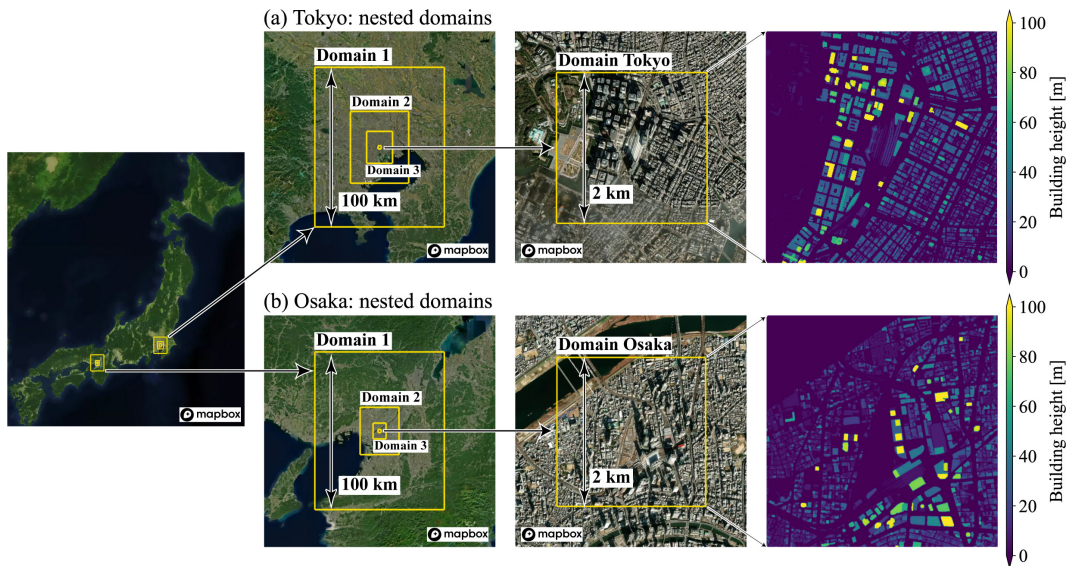 (a) Tokyo: nested domains
Domain 1
Domain 2
Domain 3
100 km
mapbox
Domain Tokyo
2 km
mapbox
100
80
60
40
20
0
Building height [m]
mapbox
(b) Osaka: nested domains
Domain 1
Domain 2
Domain 3
100 km
mapbox
Domain Osaka
2 km
mapbox
100
80
60
40
20
0
Building height [m]